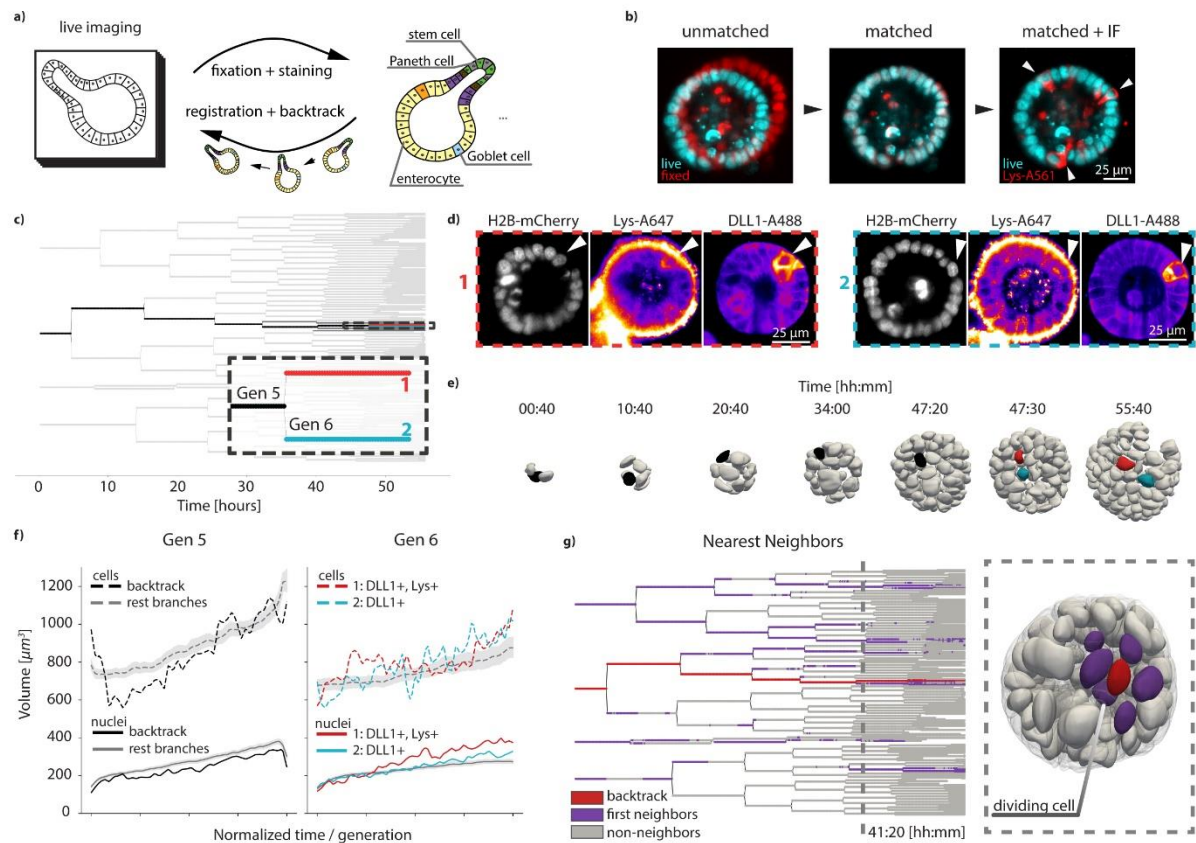 a)
live imaging
fixation + staining
registration + backtrack
stem cell
Paneth cell
...
Goblet cell
enterocyte
b)
unmatched
matched
matched + IF
live
fixed
live
Lys-A561
25 µm
c)
Gen 5
1
Gen 6
2
0 10 20 30 40 50
Time [hours]
d)
H2B-mCherry Lys-A647 DLL1-A488
1
25 µm
H2B-mCherry Lys-A647 DLL1-A488
2
25 µm
e)
Time [hh:mm]
00:40 10:40 20:40 34:00 47:20 47:30 55:40
f)
Gen 5
Gen 6
cells
backtrack
rest branches
cells
1: DLL1+, Lys+
2: DLL1+
nuclei
backtrack
rest branches
nuclei
1: DLL1+, Lys+
2: DLL1+
1200
1000
800
600
400
200
0
Volume [µm³]
Normalized time / generation
g)
Nearest Neighbors
backtrack
first neighbors
non-neighbors
41:20 [hh:mm]
dividing cell